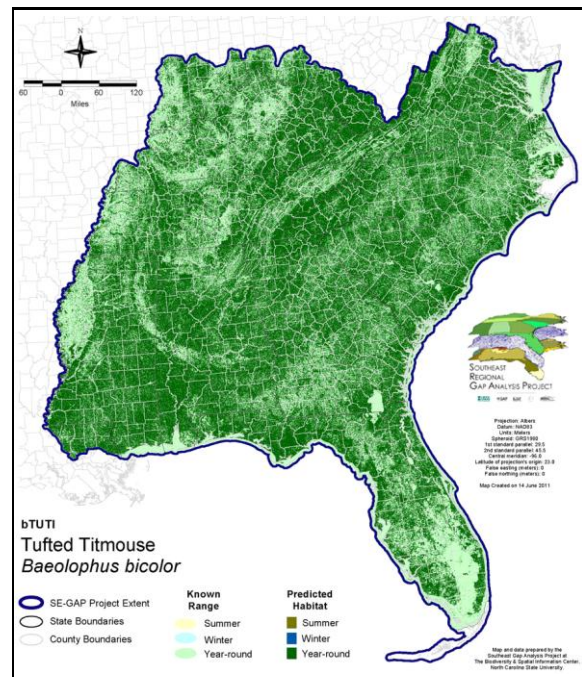 N
60 0 60 120
Miles
SOUTHEAST
REGIONAL
GAP ANALYSIS PROJECT
Projection: Albers
Datum: NAD83
Units: Meters
Spheroid: GRS1980
1st standard parallel: 29.5
2nd standard parallel: 45.5
Central meridian: -96.0
Latitude of projection's origin: 23.0
False easting (meters): 0
False northing (meters): 0
Map Created on 14 June 2011
bTUTI
Tufted Titmouse
Baeolophus bicolor
SE-GAP Project Extent
State Boundaries
County Boundaries
Known
Range
Summer
Winter
Year-round
Predicted
Habitat
Summer
Winter
Year-round
Map and data prepared by the
Southeast Gap Analysis Project at
The Biodiversity & Spatial Information Center,
North Carolina State University.